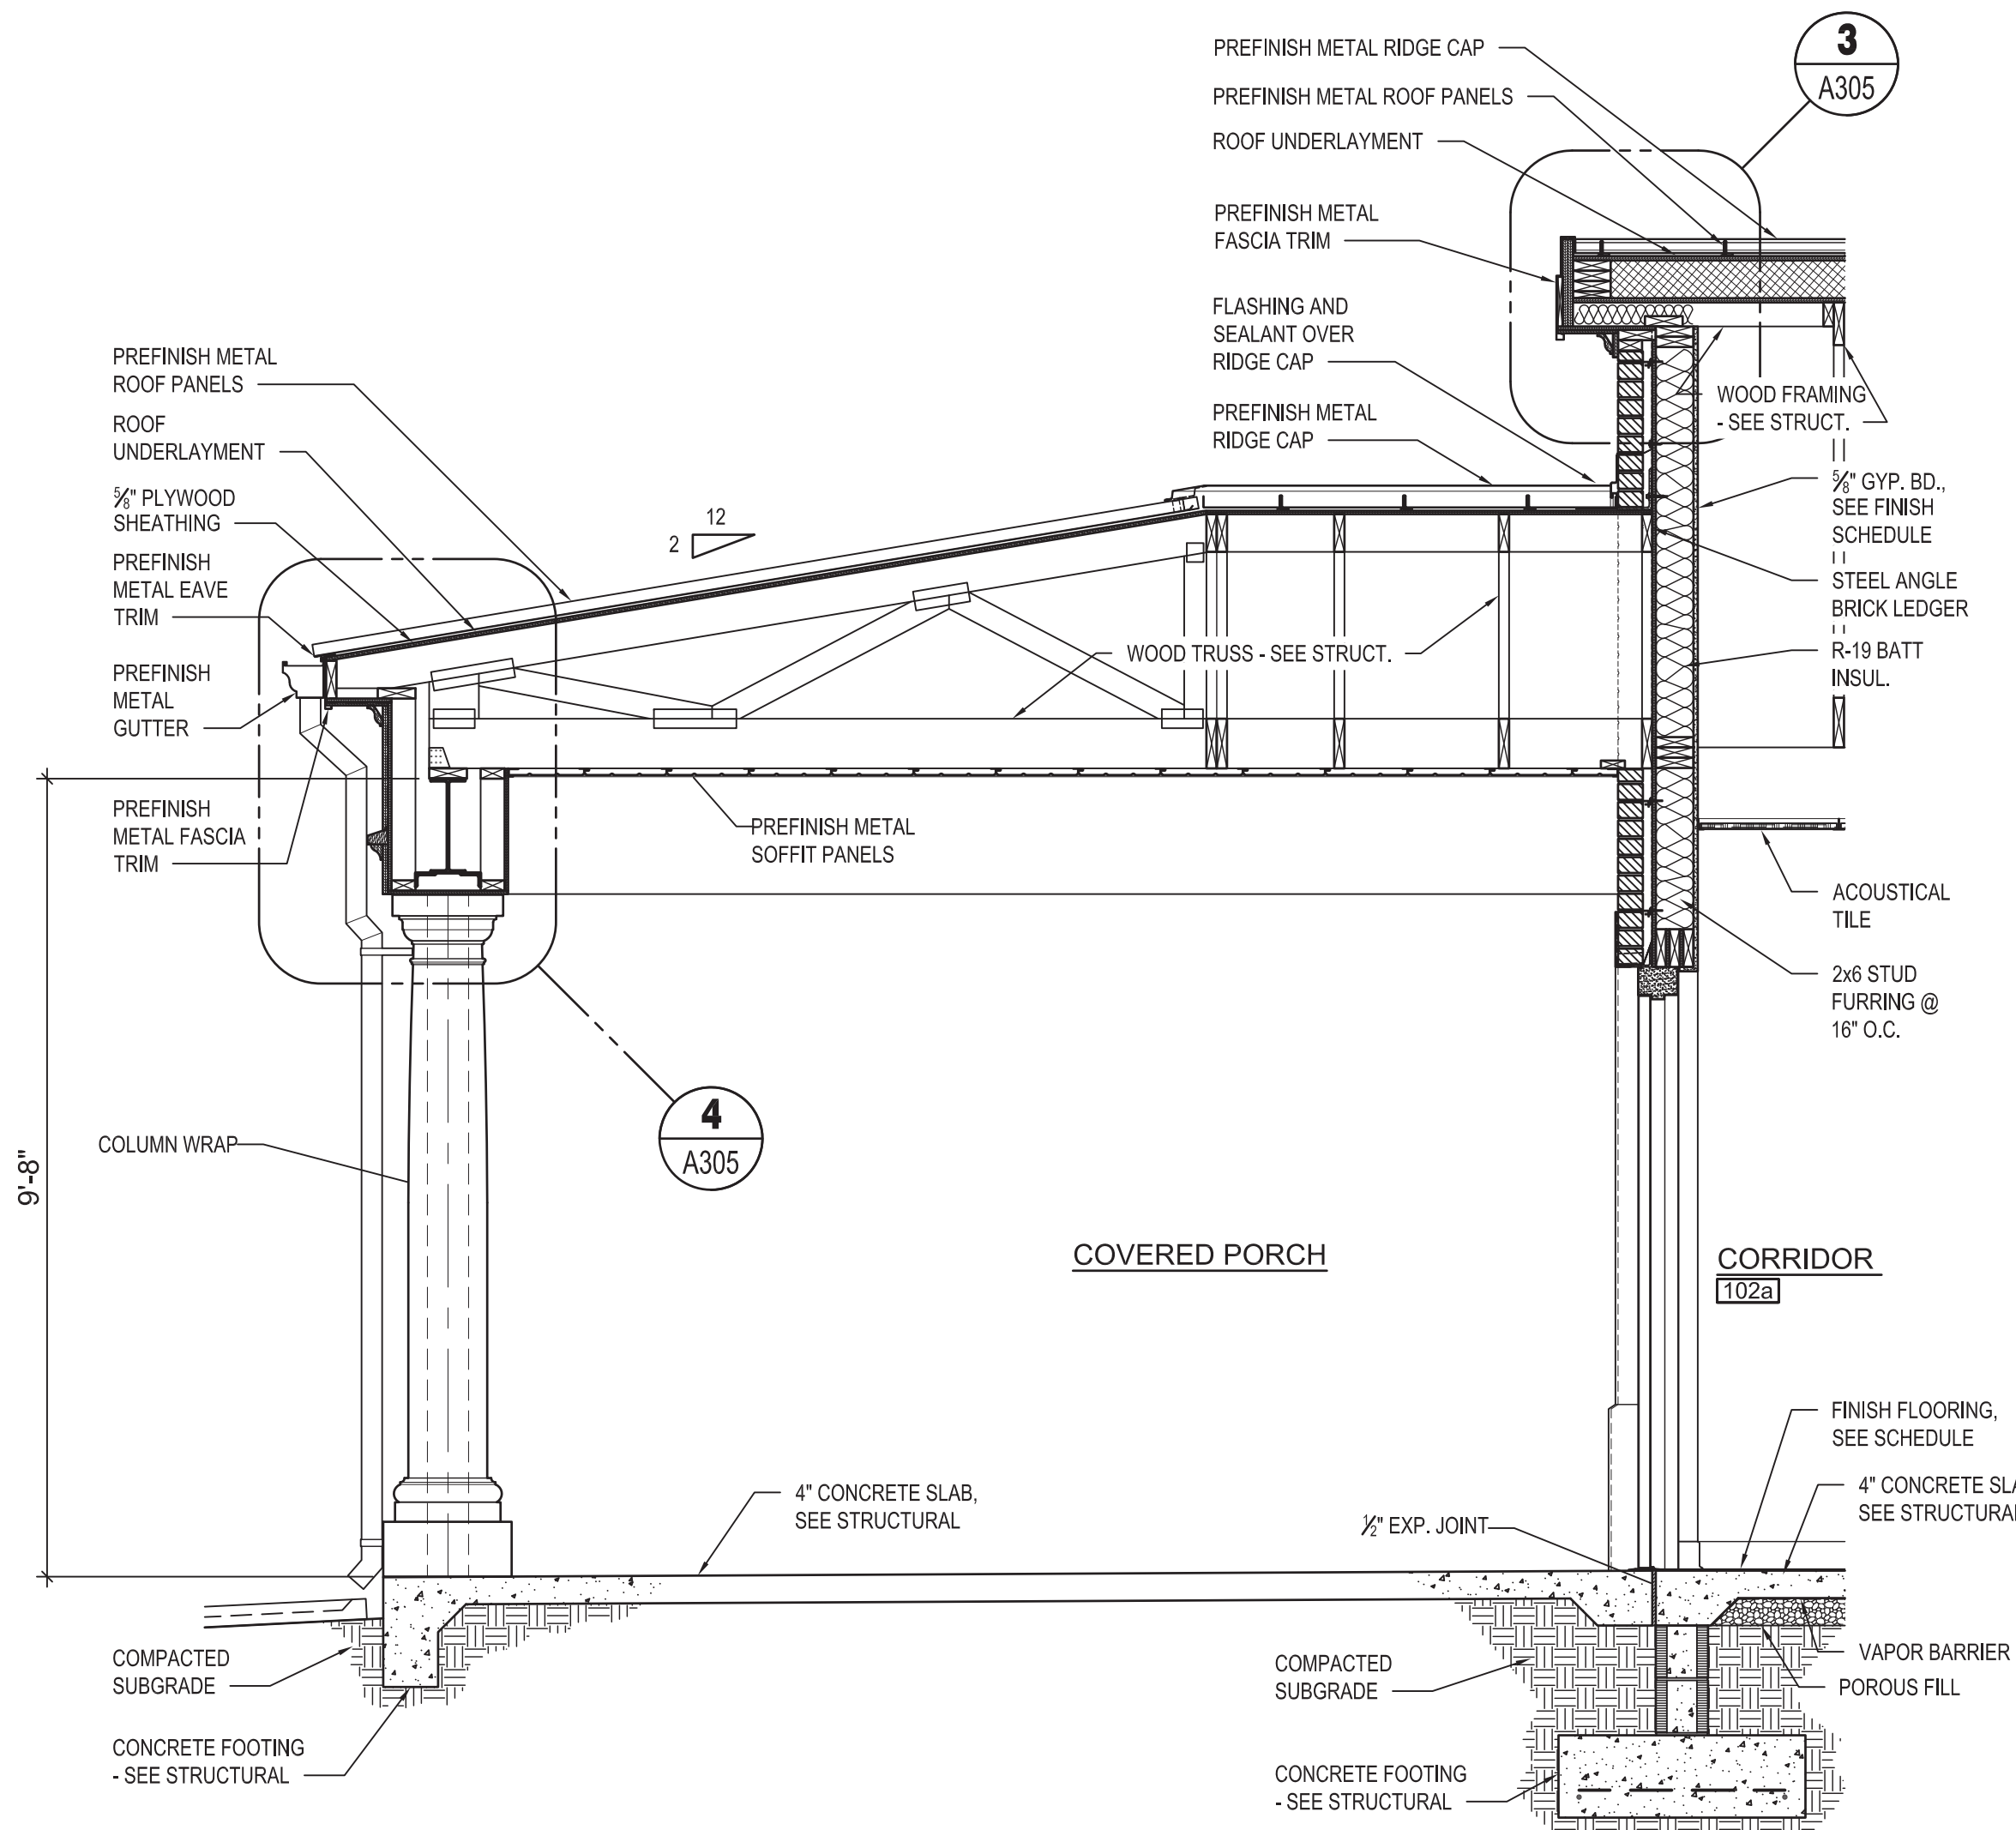 PREFINISH METAL RIDGE CAP
PREFINISH METAL ROOF PANELS
ROOF UNDERLAYMENT
PREFINISH METAL
FASCIA TRIM
FLASHING AND
SEALANT OVER
RIDGE CAP
PREFINISH METAL
RIDGE CAP
3
A305
PREFINISH METAL
ROOF PANELS
ROOF
UNDERLAYMENT
⅝" PLYWOOD
SHEATHING
PREFINISH
METAL EAVE
TRIM
PREFINISH
METAL
GUTTER
PREFINISH
METAL FASCIA
TRIM
12
2
WOOD TRUSS - SEE STRUCT.
WOOD FRAMING
- SEE STRUCT.
⅝" GYP. BD.,
SEE FINISH
SCHEDULE
STEEL ANGLE
BRICK LEDGER
R-19 BATT
INSUL.
PREFINISH METAL
SOFFIT PANELS
ACOUSTICAL
TILE
2x6 STUD
FURRING @
16" O.C.
4
A305
COLUMN WRAP
9'-8"
COVERED PORCH
CORRIDOR
102a
FINISH FLOORING,
SEE SCHEDULE
4" CONCRETE SLAB,
SEE STRUCTURAL
½" EXP. JOINT
4" CONCRETE SLA
SEE STRUCTURAL
COMPACTED
SUBGRADE
CONCRETE FOOTING
- SEE STRUCTURAL
COMPACTED
SUBGRADE
CONCRETE FOOTING
- SEE STRUCTURAL
VAPOR BARRIER
POROUS FILL